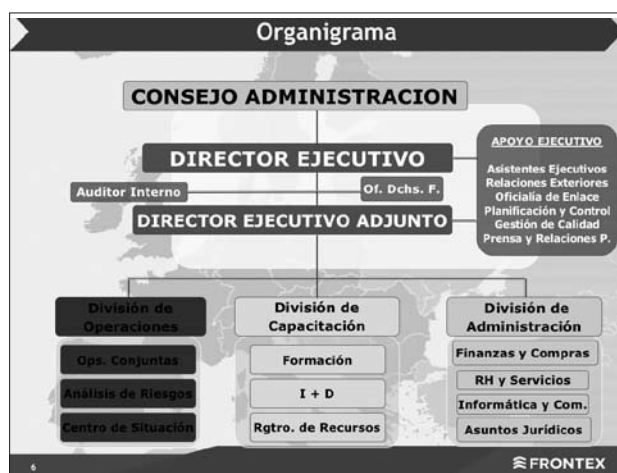 Organigrama
CONSEJO ADMINISTRACION
DIRECTOR EJECUTIVO
Auditor Interno
Of. Dchs. F.
DIRECTOR EJECUTIVO ADJUNTO
APOYO EJECUTIVO
Asistentes Ejecutivos
Relaciones Exteriores
Oficialía de Enlace
Planificación y Control
Gestión de Calidad
Prensa y Relaciones P.
División de
Operaciones
Ops. Conjuntas
Análisis de Riesgos
Centro de Situación
División de
Capacitación
Formación
I + D
Rgtro. de Recursos
División de
Administración
Finanzas y Compras
RH y Servicios
Informática y Com.
Asuntos Jurídicos
6
FRONTEX